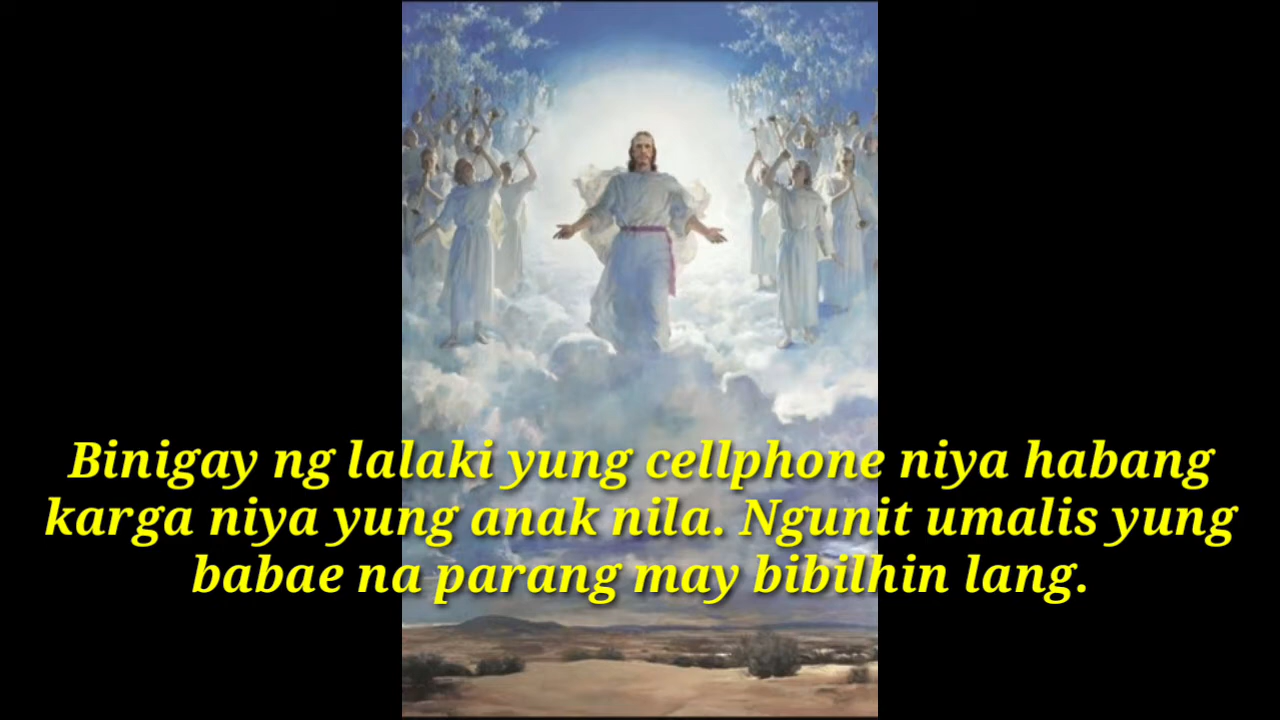 Binigay ng lalaki yung cellphone niya habang
karga niya yung anak nila. Ngunit umalis yung
babae na parang may bibilhin lang.